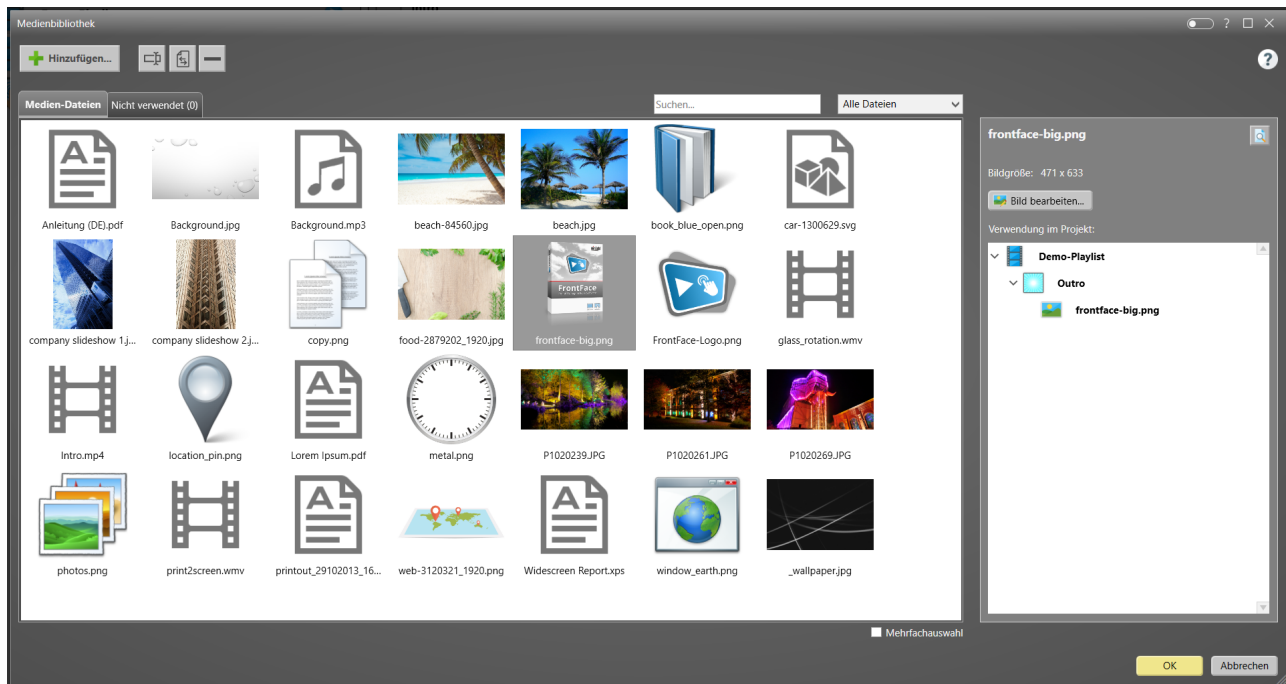 Medienbibliothek
Hinzufügen...
Medien-Dateien
Nicht verwendet (0)
Suchen...
Alle Dateien
Anleitung (DE).pdf
Background.jpg
Background.mp3
beach-84560.jpg
beach.jpg
book_blue_open.png
car-1300629.svg
FrontFace
company slideshow 1.j...
company slideshow 2.j...
copy.png
food-2879202_1920.jpg
frontface-big.png
FrontFace-Logo.png
glass_rotation.wmv
Intro.mp4
location_pin.png
Lorem Ipsum.pdf
metal.png
P1020239.JPG
P1020261.JPG
P1020269.JPG
photos.png
print2screen.wmv
printout_29102013_16...
web-3120321_1920.png
Widescreen Report.xps
window_earth.png
_wallpaper.jpg
Mehrfachauswahl
frontface-big.png
Bildgröße: 471 x 633
Bild bearbeiten...
Verwendung im Projekt:
Demo-Playlist
Outro
frontface-big.png
OK
Abbrechen